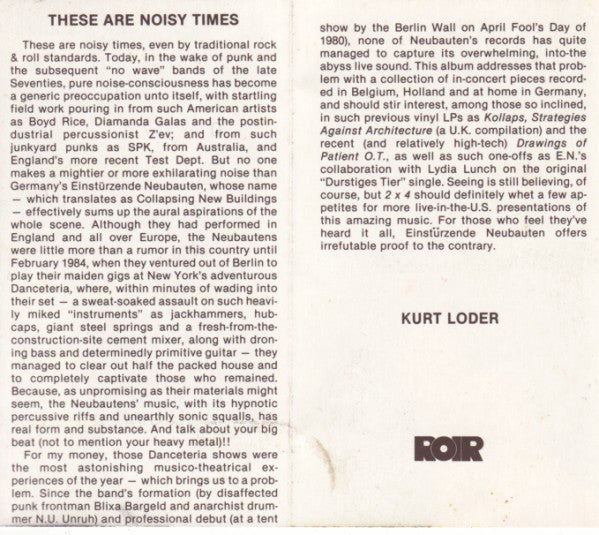 THESE ARE NOISY TIMES
These are noisy times, even by traditional rock
& roll standards. Today, in the wake of punk and
the subsequent "no wave" bands of the late
Seventies, pure noise-consciousness has become
a generic preoccupation unto itself, with startling
field work pouring in from such American artists
as Boyd Rice, Diamanda Galas and the postin-
dustrial percussionist Z'ev; and from such
junkyard punks as SPK, from Australia, and
England's more recent Test Dept. But no one
makes a mightier or more exhilarating noise than
Germany's Einstürzende Neubauten, whose name
— which translates as Collapsing New Buildings
— effectively sums up the aural aspirations of the
whole scene. Although they had performed in
England and all over Europe, the Neubautens
were little more than a rumor in this country until
February 1984, when they ventured out of Berlin to
play their maiden gigs at New York's adventurous
Danceteria, where, within minutes of wading into
their set — a sweat-soaked assault on such heavi-
ly miked "instruments" as jackhammers, hub-
caps, giant steel springs and a fresh-from-the-
construction-site cement mixer, along with dron-
ing bass and determinedly primitive guitar — they
managed to clear out half the packed house and
to completely captivate those who remained.
Because, as unpromising as their materials might
seem, the Neubautens' music, with its hypnotic
percussive riffs and unearthly sonic squalls, has
real form and substance. And talk about your big
beat (not to mention your heavy metal)!!
For my money, those Danceteria shows were
the most astonishing musico-theatrical ex-
periences of the year — which brings us to a pro-
blem. Since the band's formation (by disaffected
punk frontman Blixa Bargeld and anarchist drum-
mer N.U. Unruh) and professional debut (at a tent
show by the Berlin Wall on April Fool's Day of
1980), none of Neubauten's records has quite
managed to capture its overwhelming, into-the
abyss live sound. This album addresses that prob-
lem with a collection of in-concert pieces record-
ed in Belgium, Holland and at home in Germany,
and should stir interest, among those so inclined,
in such previous vinyl LPs as Kollaps, Strategies
Against Architecture (a U.K. compilation) and the
recent (and relatively high-tech) Drawings of
Patient O.T., as well as such one-offs as E.N.'s
collaboration with Lydia Lunch on the original
"Durstiges Tier" single. Seeing is still believing, of
course, but 2 x 4 should definitely whet a few ap-
petites for more live-in-the-U.S. presentations of
this amazing music. For those who feel they've
heard it all, Einstürzende Neubauten offers
irrefutable proof to the contrary.
KURT LODER
ROIR